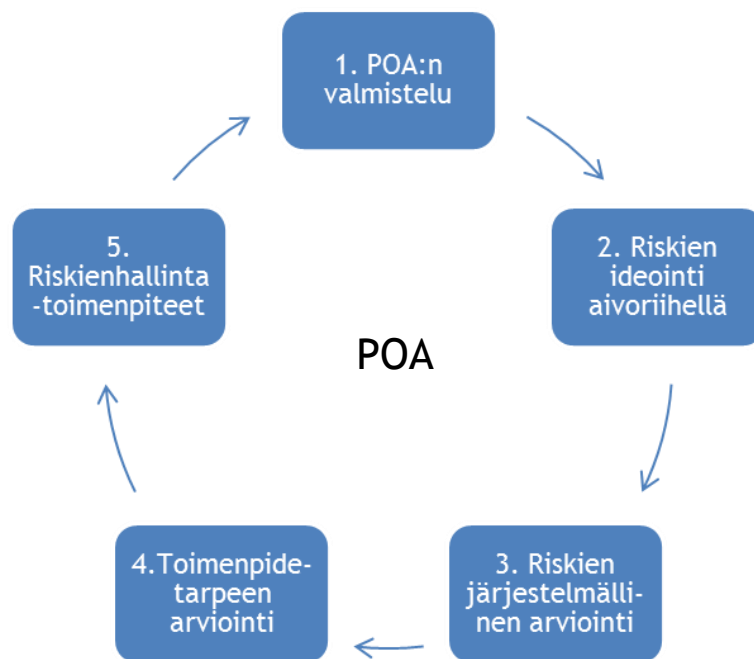 1. POA:n
valmistelu
2. Riskien
ideointi
aivoriihellä
3. Riskien
järjestelmälli-
nen arviointi
4.Toimenpide-
tarpeen
arviointi
5.
Riskienhallinta
-toimenpiteet
POA